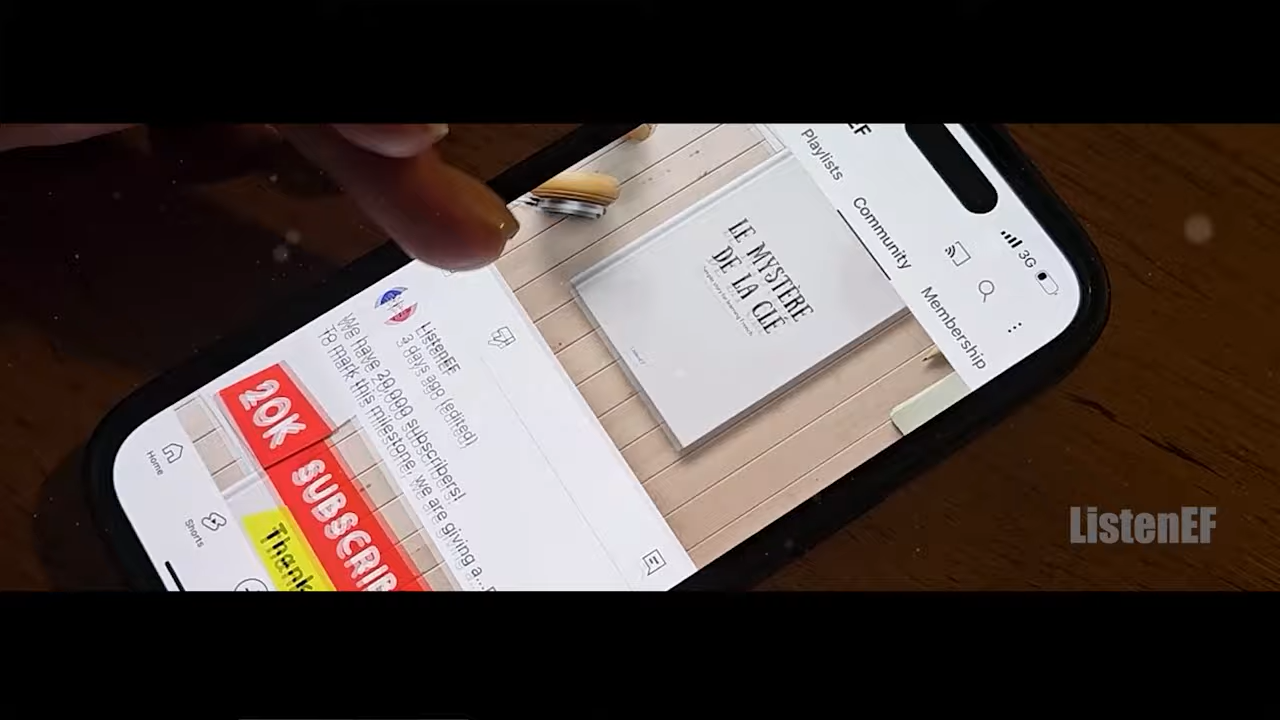 EF
3G
Playlists
Community
Membership
LE MYSTÈRE
DE LA CLÉ
ListenEF
3 days ago (edited)
We have 20,000 subscribers!
To mark this milestone, we are giving a...
20K
SUBSCRIB
Thank
Home
Shorts
ListenEF